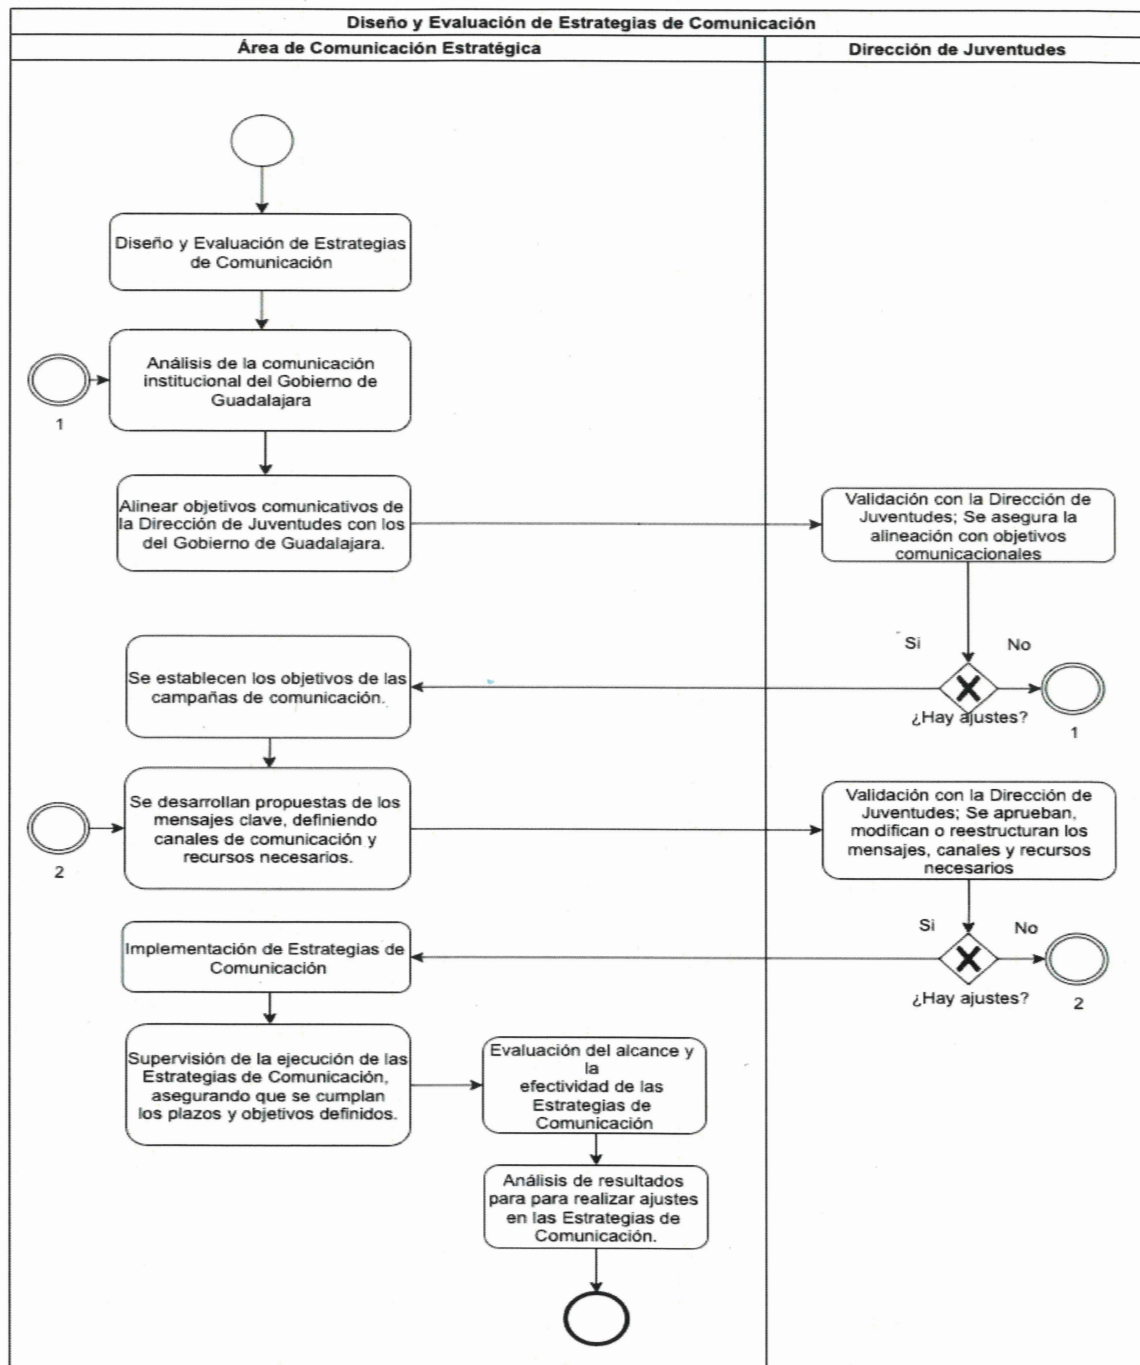 Diseño y Evaluación de Estrategias de Comunicación
Área de Comunicación Estratégica
Dirección de Juventudes
Diseño y Evaluación de Estrategias
de Comunicación
Análisis de la comunicación
institucional del Gobierno de
Guadalajara
1
Alinear objetivos comunicativos de
la Dirección de Juventudes con los
del Gobierno de Guadalajara.
Validación con la Dirección de
Juventudes; Se asegura la
alineación con objetivos
comunicacionales
Si
No
¿Hay ajustes?
1
Se establecen los objetivos de las
campañas de comunicación.
Se desarrollan propuestas de los
mensajes clave, definiendo
canales de comunicación y
recursos necesarios.
2
Validación con la Dirección de
Juventudes; Se aprueban,
modifican o reestructuran los
mensajes, canales y recursos
necesarios
Si
No
¿Hay ajustes?
2
Implementación de Estrategias de
Comunicación
Supervisión de la ejecución de las
Estrategias de Comunicación,
asegurando que se cumplan
los plazos y objetivos definidos.
Evaluación del alcance y
la
efectividad de las
Estrategias de
Comunicación
Análisis de resultados
para para realizar ajustes
en las Estrategias de
Comunicación.